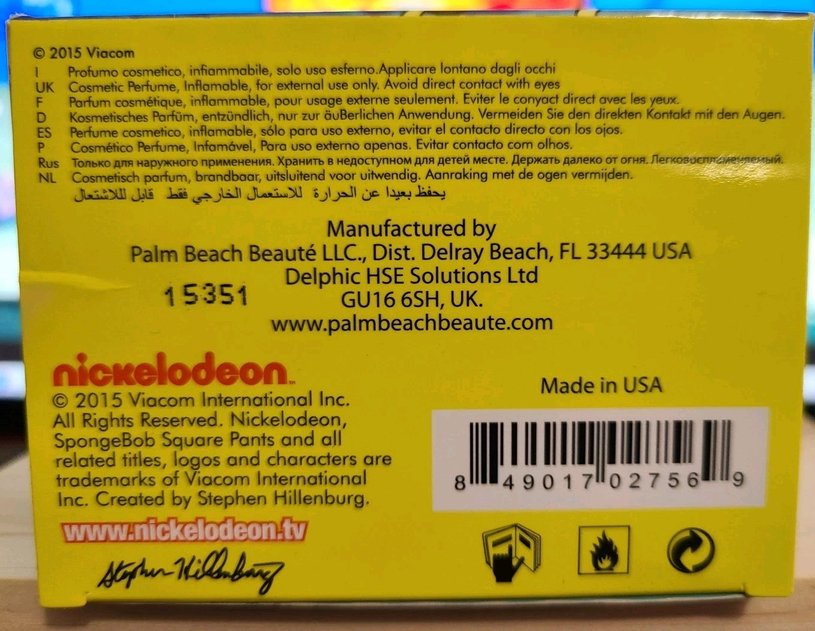 © 2015 Viacom
I Profumo cosmetico, infiammabile, solo uso esferno.Applicare lontano dagli occhi
UK Cosmetic Perfume, Inflamable, for external use only. Avoid direct contact with eyes
F Parfum cosmétique, inflammable, pour usage externe seulement. Eviter le conyact direct avec les yeux.
D Kosmetisches Parfüm, entzündlich, nur zur äuBerlichen Anwendung. Vermeiden Sie den direkten Kontakt mit den Augen.
ES Perfume cosmetico, inflamable, sólo para uso externo, evitar el contacto directo con los ojos.
P Cosmético Perfume, Infamável, Para uso externo apenas. Evitar contacto com olhos.
Rus Только для наружного применения. Хранить в недоступном для детей месте. Держать далеко от огня. Легковоспламеняемый.
NL Cosmetisch parfum, brandbaar, uitsluitend voor uitwendig. Aanraking met de ogen vermijden.
يحفظ بعيدا عن الحرارة للاستعمال الخارجي فقط قابل للاشتعال
Manufactured by
Palm Beach Beauté LLC., Dist. Delray Beach, FL 33444 USA
Delphic HSE Solutions Ltd
15351
GU16 6SH, UK.
www.palmbeachbeaute.com
nickelodeon™
© 2015 Viacom International Inc.
All Rights Reserved. Nickelodeon,
SpongeBob Square Pants and all
related titles, logos and characters are
trademarks of Viacom International
Inc. Created by Stephen Hillenburg.
www.nickelodeon.tv
Stephen Hillenburg
Made in USA
8 49017 02756 9